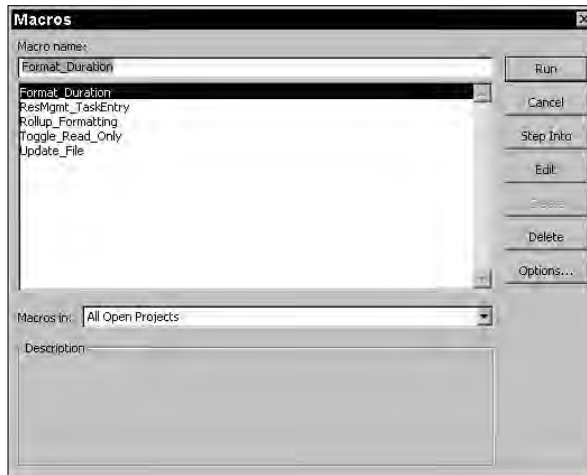 Macros
Macro name:
Format_Duration
Format_Duration
ResMgmt_TaskEntry
Rollup_Formatting
Toggle_Read_Only
Update_File
Run
Cancel
Step Into
Edit
Delete
Options...
Macros in: All Open Projects
Description